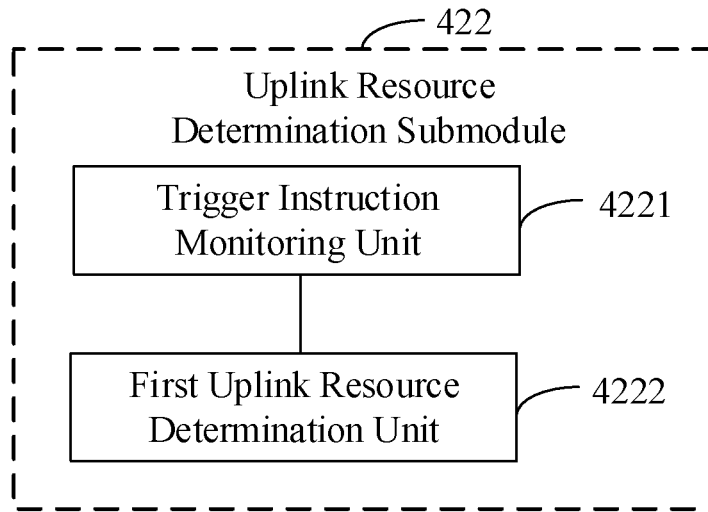 422
Uplink Resource
Determination Submodule
Trigger Instruction
Monitoring Unit
4221
First Uplink Resource
Determination Unit
4222